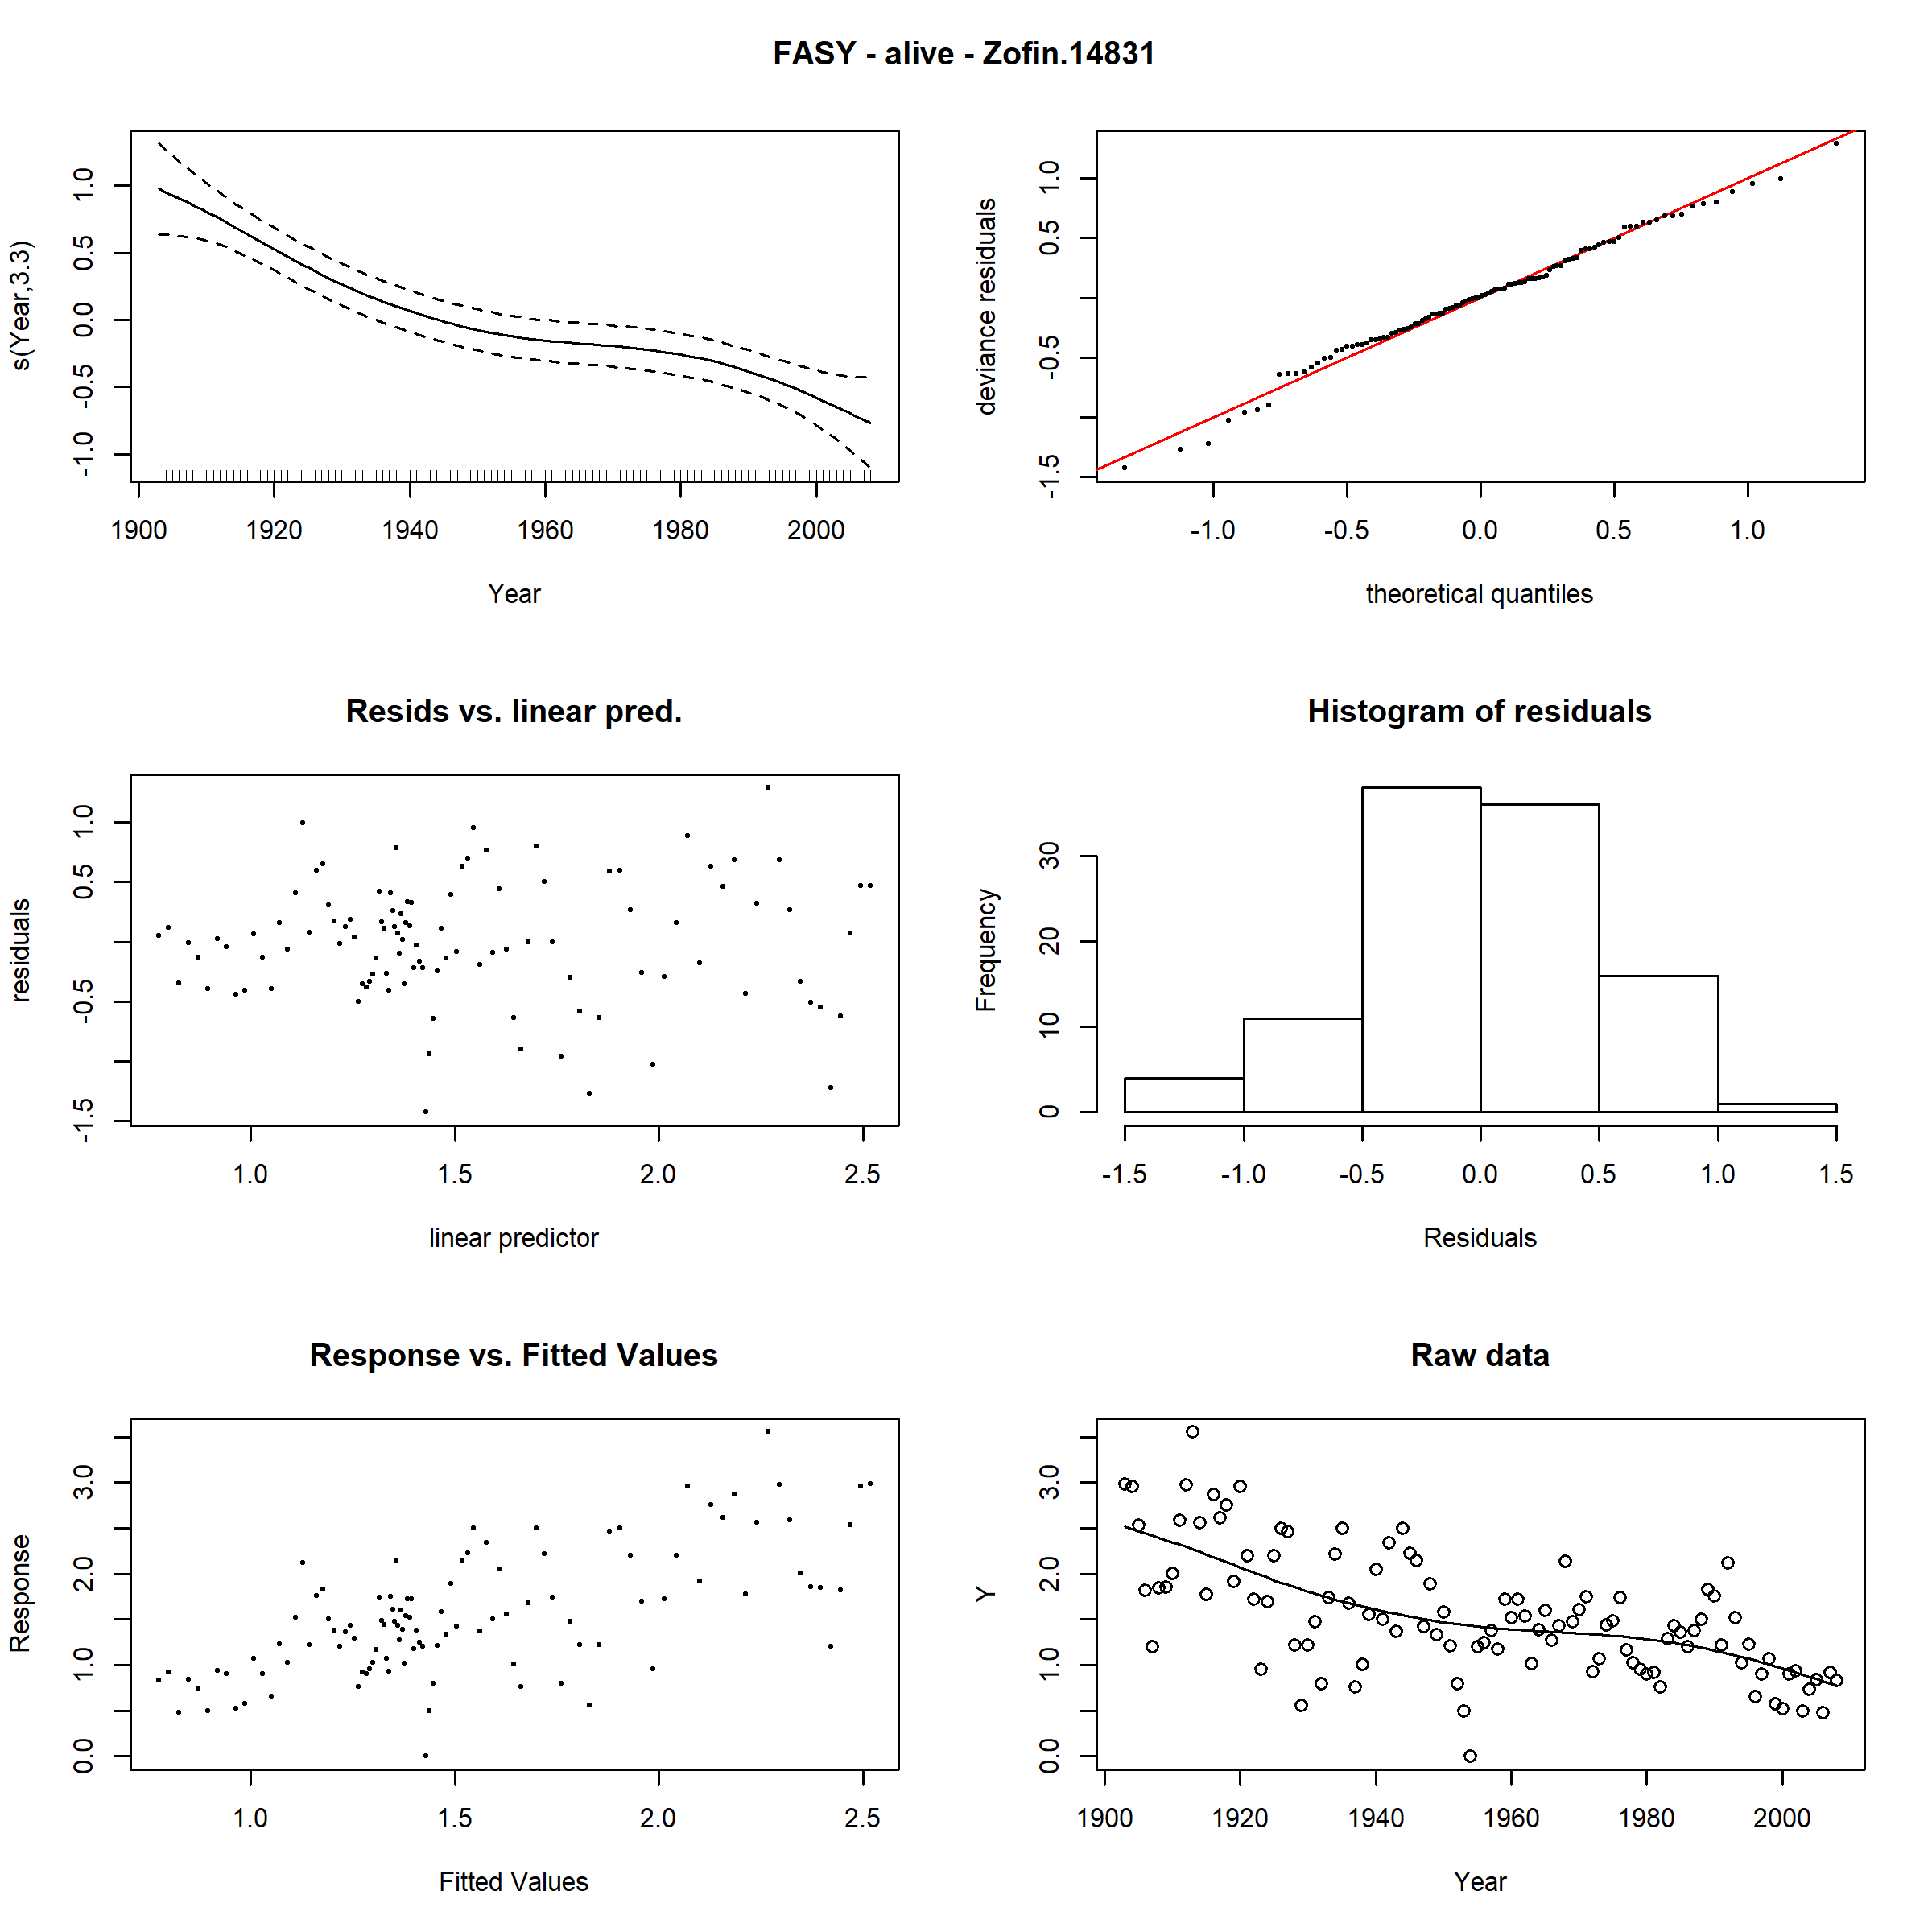 FASY - alive - Zofin.14831
s(Year,3.3)
-1.0 -0.5 0.0 0.5 1.0
1900 1920 1940 1960 1980 2000
Year
deviance residuals
-1.5 -0.5 0.5 1.0
-1.0 -0.5 0.0 0.5 1.0
theoretical quantiles
Resids vs. linear pred.
residuals
-1.5 -0.5 0.5 1.0
1.0 1.5 2.0 2.5
linear predictor
Histogram of residuals
Frequency
0 10 20 30
-1.5 -1.0 -0.5 0.0 0.5 1.0 1.5
Residuals
Response vs. Fitted Values
Response
0.0 1.0 2.0 3.0
1.0 1.5 2.0 2.5
Fitted Values
Raw data
Y
0.0 1.0 2.0 3.0
1900 1920 1940 1960 1980 2000
Year